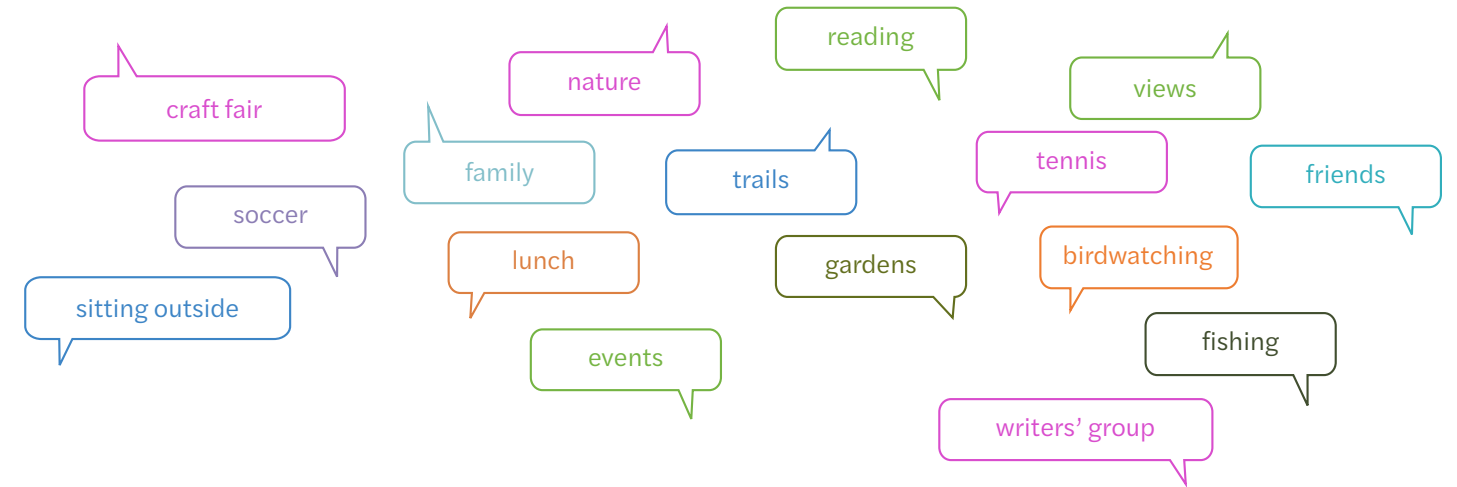 reading
nature
views
craft fair
tennis
family
friends
trails
soccer
birdwatching
lunch
gardens
sitting outside
fishing
events
writers’ group